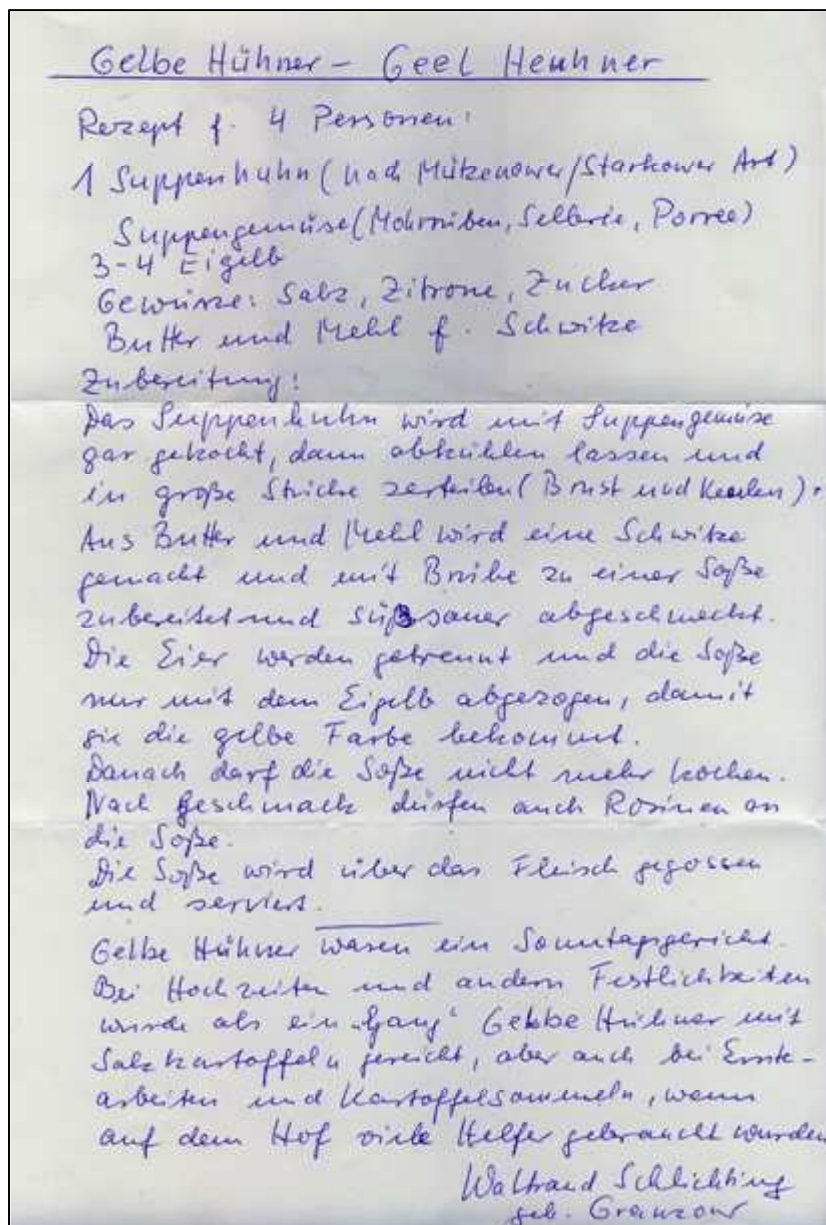 Gelbe Hühner – Geel Heuhner
Rezept f. 4 Personen:
1 Suppenhuhn (nach Mützenower/Starkower Art)
Suppengemüse (Mohrrüben, Sellerie, Porree)
3-4 Eigelb
Gewürze: Salz, Zitrone, Zucker
Butter und Mehl f. Schwitze
Zubereitung:
Das Suppenhuhn wird mit Suppengemüse
gar gekocht, dann abkühlen lassen und
in große Stücke zerteilen (Brust und Keulen).
Aus Butter und Mehl wird eine Schwitze
gemacht und mit Brühe zu einer Soße
zubereitet und süßsauer abgeschmeckt.
Die Eier werden getrennt und die Soße
nur mit dem Eigelb abgezogen, damit
sie die gelbe Farbe bekommt.
Danach darf die Soße nicht mehr kochen.
Nach Geschmack dürfen auch Rosinen an
die Soße.
Die Soße wird über das Fleisch gegossen
und serviert.
Gelbe Hühner waren ein Sonntagsgericht.
Bei Hochzeiten und andern Festlichkeiten
wurde als ein „Gang" Gelbe Hühner mit
Salzkartoffeln gereicht, aber auch bei Ernte-
arbeiten und Kartoffelsammeln, wenn
auf dem Hof viele Helfer gebraucht wurden
Waltraud Schlichting
geb. Granzow